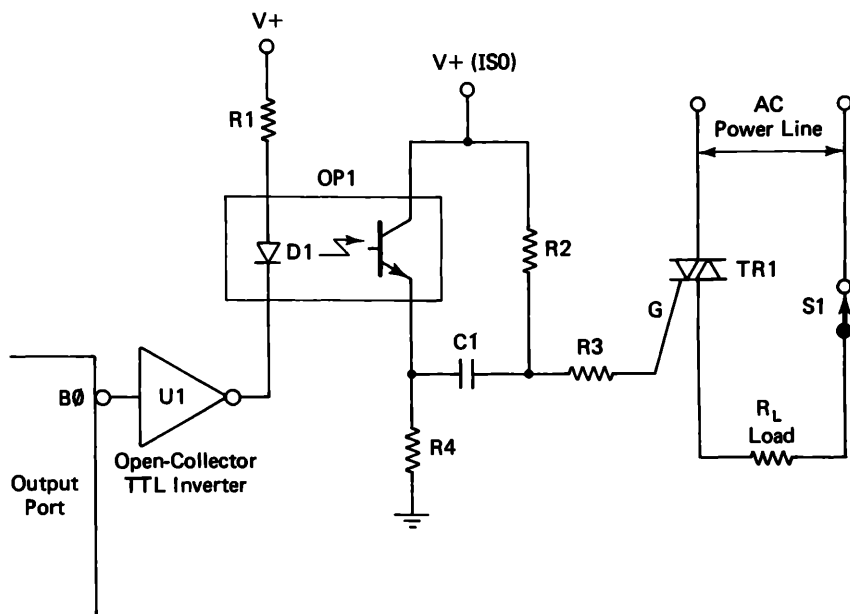 V+
V+ (ISO)
R1
AC
Power Line
OP1
D1
R2
TR1
G
S1
C1
R3
BØ
U1
R4
RL
Load
Open-Collector
TTL Inverter
Output
Port